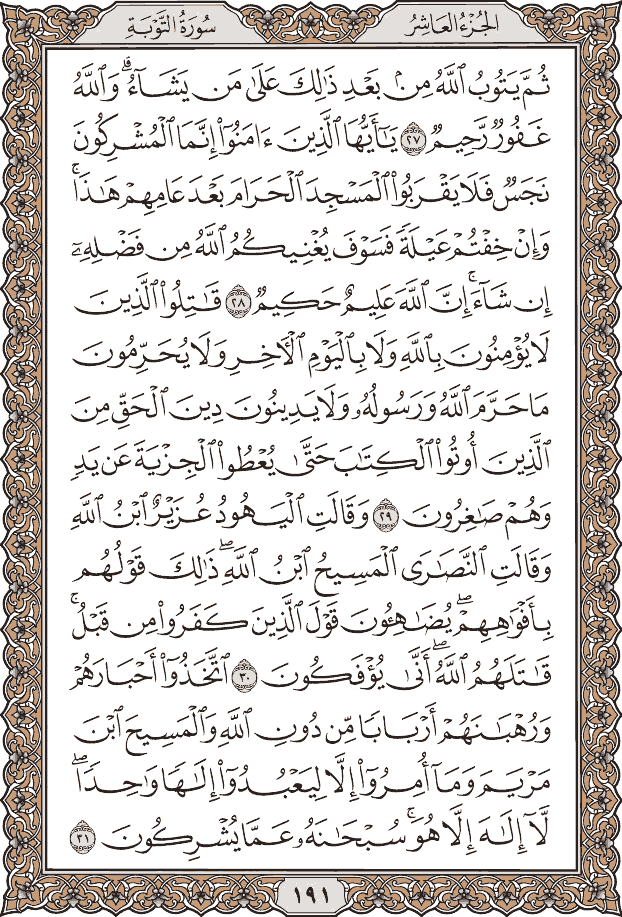 الجُزْءُ العَاشِرُ
سُورَةُ التَّوْبَةِ
ثُمَّ يَتُوبُ ٱللَّهُ مِنۢ بَعْدِ ذَٰلِكَ عَلَىٰ مَن يَشَآءُۗ وَٱللَّهُ
غَفُورٌ رَّحِيمٌ ٢٧ يَٰٓأَيُّهَا ٱلَّذِينَ ءَامَنُوٓا۟ إِنَّمَا ٱلْمُشْرِكُونَ
نَجَسٌ فَلَا يَقْرَبُوا۟ ٱلْمَسْجِدَ ٱلْحَرَامَ بَعْدَ عَامِهِمْ هَٰذَاۚ
وَإِنْ خِفْتُمْ عَيْلَةً فَسَوْفَ يُغْنِيكُمُ ٱللَّهُ مِن فَضْلِهِۦٓ
إِن شَآءَۚ إِنَّ ٱللَّهَ عَلِيمٌ حَكِيمٌ ٢٨ قَٰتِلُوا۟ ٱلَّذِينَ
لَا يُؤْمِنُونَ بِٱللَّهِ وَلَا بِٱلْيَوْمِ ٱلْءَاخِرِ وَلَا يُحَرِّمُونَ
مَا حَرَّمَ ٱللَّهُ وَرَسُولُهُۥ وَلَا يَدِينُونَ دِينَ ٱلْحَقِّ مِنَ
ٱلَّذِينَ أُوتُوا۟ ٱلْكِتَٰبَ حَتَّىٰ يُعْطُوا۟ ٱلْجِزْيَةَ عَن يَدٍ
وَهُمْ صَٰغِرُونَ ٢٩ وَقَالَتِ ٱلْيَهُودُ عُزَيْرٌ ٱبْنُ ٱللَّهِ
وَقَالَتِ ٱلنَّصَٰرَى ٱلْمَسِيحُ ٱبْنُ ٱللَّهِۖ ذَٰلِكَ قَوْلُهُم
بِأَفْوَٰهِهِمْۖ يُضَٰهِـُٔونَ قَوْلَ ٱلَّذِينَ كَفَرُوا۟ مِن قَبْلُۚ
قَٰتَلَهُمُ ٱللَّهُۖ أَنَّىٰ يُؤْفَكُونَ ٣٠ ٱتَّخَذُوٓا۟ أَحْبَارَهُمْ
وَرُهْبَٰنَهُمْ أَرْبَابًا مِّن دُونِ ٱللَّهِ وَٱلْمَسِيحَ ٱبْنَ
مَرْيَمَ وَمَآ أُمِرُوٓا۟ إِلَّا لِيَعْبُدُوٓا۟ إِلَٰهًا وَٰحِدًاۖ
لَّآ إِلَٰهَ إِلَّا هُوَۚ سُبْحَٰنَهُۥ عَمَّا يُشْرِكُونَ ٣١
١٩١